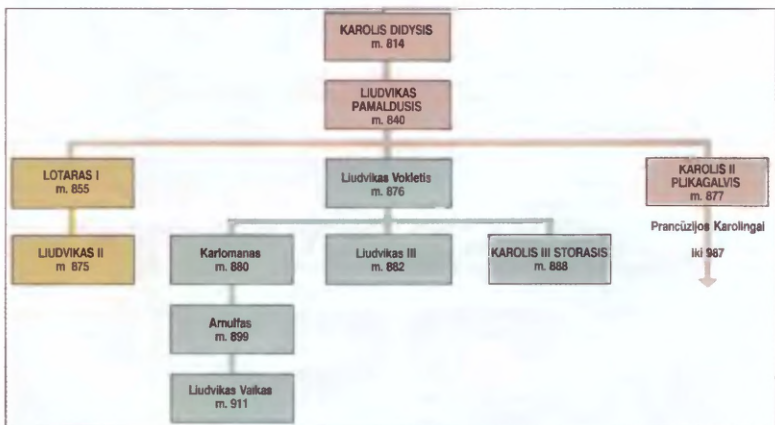 KAROLIS DIDYSIS
m. 814
LIUDVIKAS
PAMALDUSIS
m. 840
LOTARAS I
m. 855
Liudvikas Vokietis
m. 876
KAROLIS II
PLIKAGALVIS
m. 877
Prancūzijos Karolingai
iki 987
LIUDVIKAS II
m 875
Karlomanas
m. 880
Liudvikas III
m. 882
KAROLIS III STORASIS
m. 888
Arnulfas
m. 899
Liudvikas Vaikas
m. 911